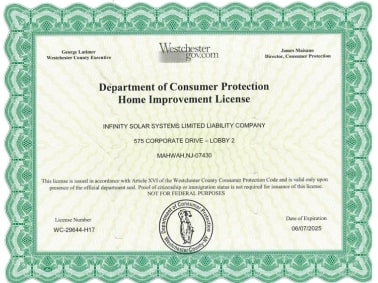 George Latimer
Westchester County Executive
Westchester
gov.com
James Maisano
Director, Consumer Protection
Department of Consumer Protection
Home Improvement License
INFINITY SOLAR SYSTEMS LIMITED LIABILITY COMPANY
575 CORPORATE DRIVE – LOBBY 2
MAHWAH,NJ-07430
This license is issued in accordance with Article XVI of the Westchester County Consumer Protection Code and is valid only upon
presence of the official department seal. Proof of citizenship or immigration status is not required for issuance of this license.
NOT FOR FEDERAL PURPOSES
License Number
WC-29644-H17
Department of Consumer Protection
Westchester County NY
Date of Expiration
06/07/2025